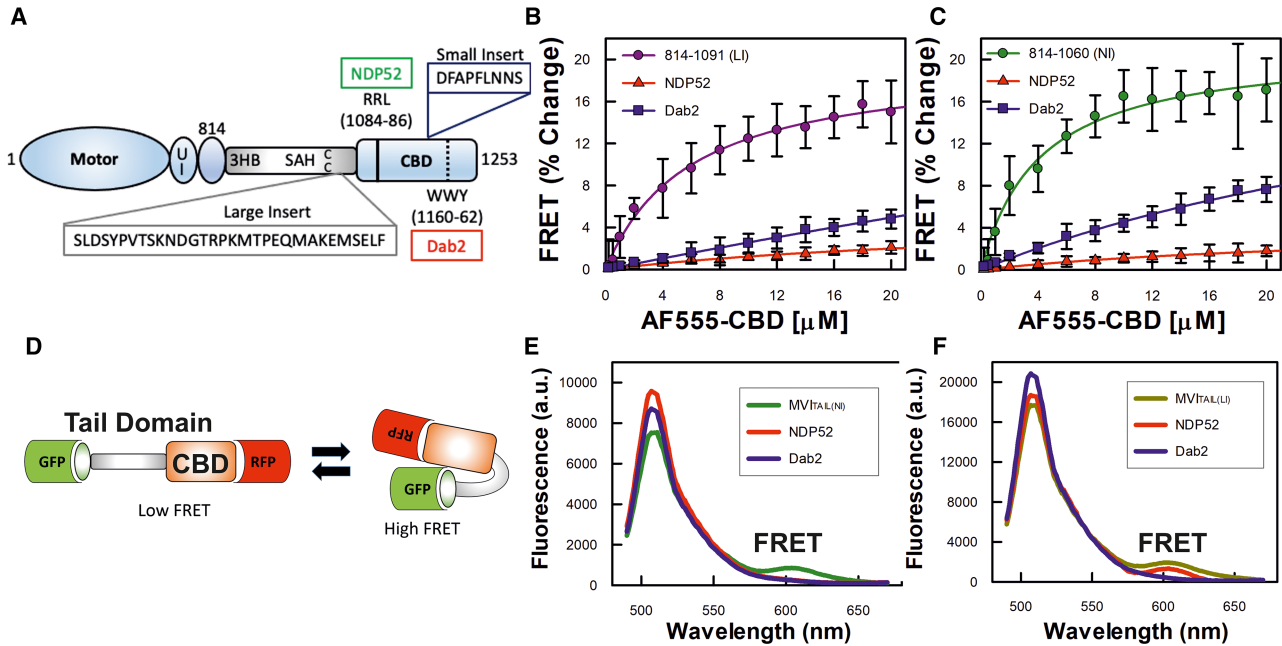 A
NDP52
RRL
(1084-86)
Small Insert
DFAPFLNNS
1
Motor
U
I
814
3HB
SAH
C
C
CBD
1253
WWY
(1160-62)
Dab2
Large Insert
SLDSYPVTSKNDGTRPKMTPEQMAKEMSELF
B
FRET (% Change)
20
16
12
8
4
0
814-1091 (LI)
NDP52
Dab2
0 4 8 12 16 20
AF555-CBD [μM]
C
FRET (% Change)
20
16
12
8
4
0
814-1060 (NI)
NDP52
Dab2
0 4 8 12 16 20
AF555-CBD [μM]
D
Tail Domain
GFP
CBD
RFP
Low FRET
RFP
GFP
High FRET
E
Fluorescence (a.u.)
10000
8000
6000
4000
2000
0
MVITAIL(NI)
NDP52
Dab2
FRET
500 550 600 650
Wavelength (nm)
F
Fluorescence (a.u.)
20000
16000
12000
8000
4000
0
MVITAIL(LI)
NDP52
Dab2
FRET
500 550 600 650
Wavelength (nm)